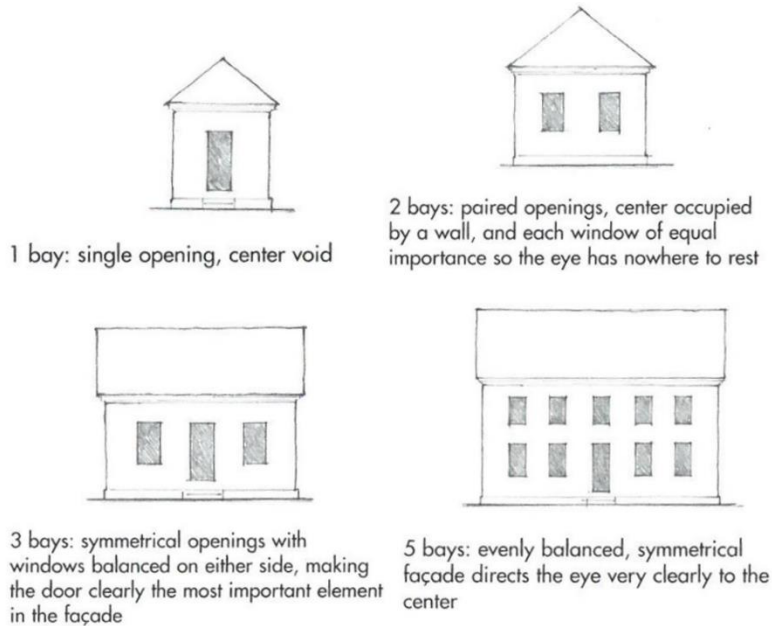 1 bay: single opening, center void
2 bays: paired openings, center occupied
by a wall, and each window of equal
importance so the eye has nowhere to rest
3 bays: symmetrical openings with
windows balanced on either side, making
the door clearly the most important element
in the façade
5 bays: evenly balanced, symmetrical
façade directs the eye very clearly to the
center